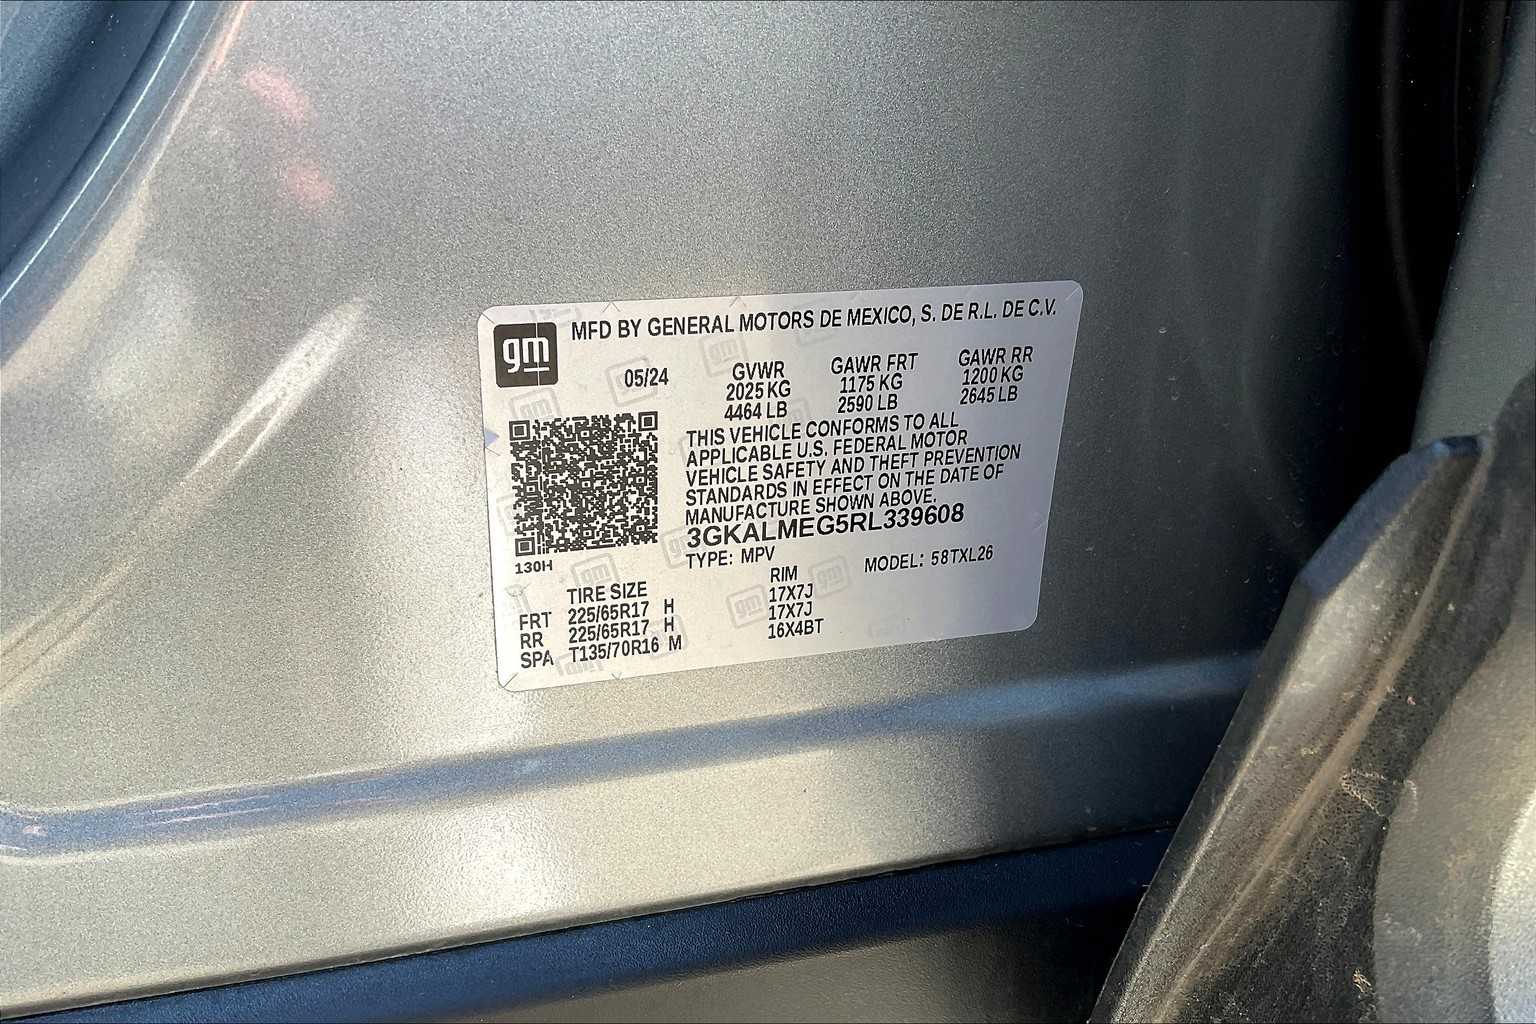 gm
MFD BY GENERAL MOTORS DE MEXICO, S. DE R.L. DE C.V.
05/24
GVWR
2025 KG
4464 LB
GAWR FRT
1175 KG
2590 LB
GAWR RR
1200 KG
2645 LB
THIS VEHICLE CONFORMS TO ALL
APPLICABLE U.S. FEDERAL MOTOR
VEHICLE SAFETY AND THEFT PREVENTION
STANDARDS IN EFFECT ON THE DATE OF
MANUFACTURE SHOWN ABOVE.
3GKALMEG5RL339608
TYPE: MPV
MODEL: 58TXL26
130H
TIRE SIZE
RIM
FRT 225/65R17 H 17X7J
RR 225/65R17 H 17X7J
SPA T135/70R16 M 16X4BT